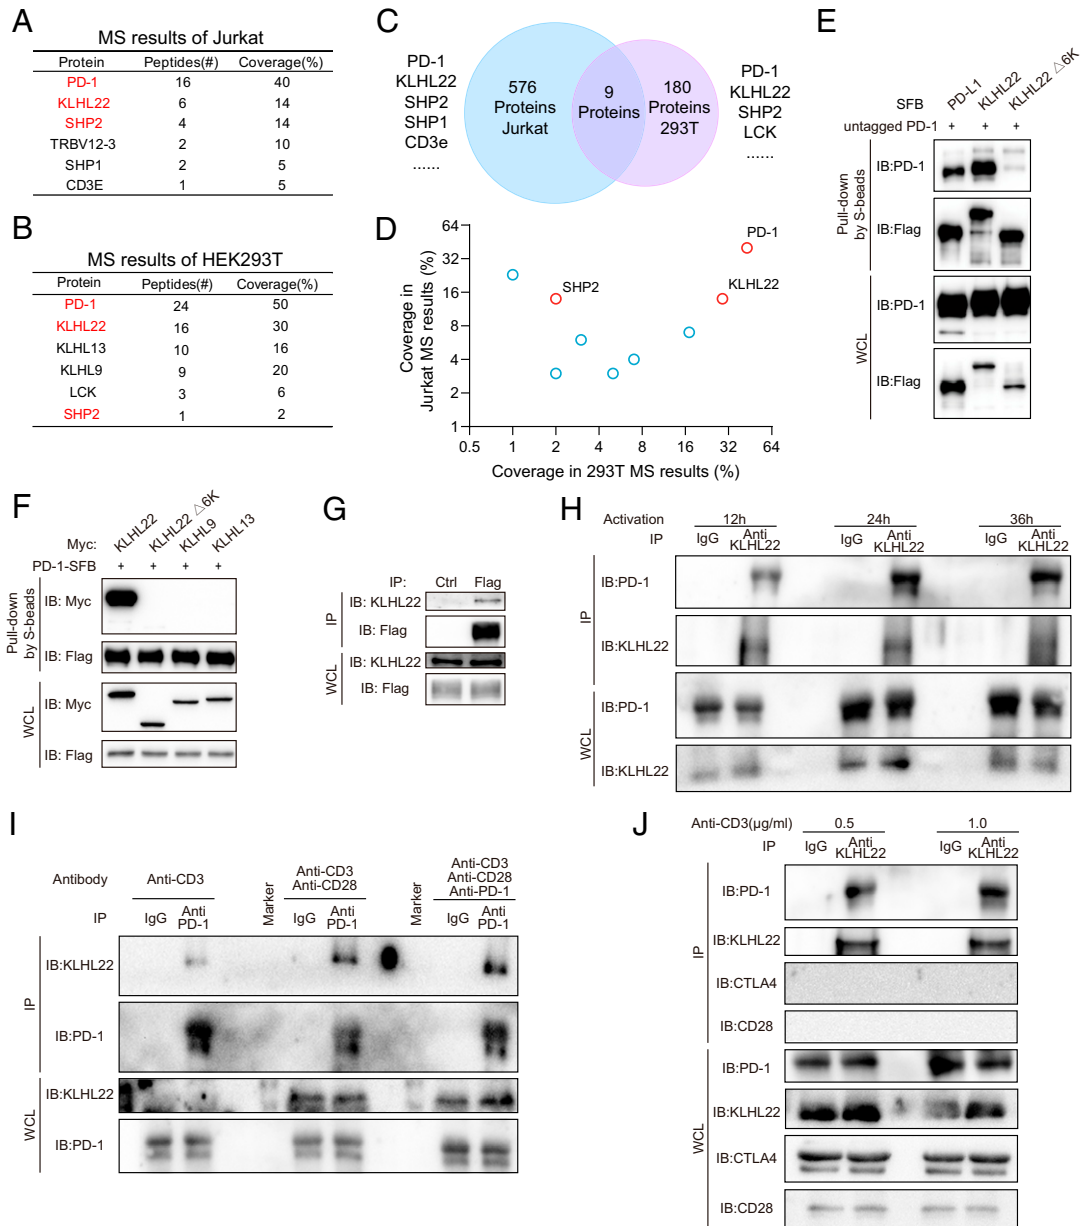 A
MS results of Jurkat
Protein Peptides(#) Coverage(%)
PD-1 16 40
KLHL22 6 14
SHP2 4 14
TRBV12-3 2 10
SHP1 2 5
CD3E 1 5
B
MS results of HEK293T
Protein Peptides(#) Coverage(%)
PD-1 24 50
KLHL22 16 30
KLHL13 10 16
KLHL9 9 20
LCK 3 6
SHP2 1 2
C
PD-1
KLHL22
SHP2
SHP1
CD3e
......
576
Proteins
Jurkat
9
Proteins
180
Proteins
293T
PD-1
KLHL22
SHP2
LCK
......
D
Coverage in
Jurkat MS results (%)
64
32
16
8
4
2
1
PD-1
SHP2
KLHL22
0.5 1 2 4 8 16 32 64
Coverage in 293T MS results (%)
E
SFB PD-L1 KLHL22 KLHL22 △6K
untagged PD-1 + + +
Pull-down
by S-beads
IB:PD-1
IB:Flag
WCL
IB:PD-1
IB:Flag
F
Myc: KLHL22 KLHL22 △6K KLHL9 KLHL13
PD-1-SFB + + + +
Pull-down
by S-beads
IB: Myc
IB: Flag
WCL
IB: Myc
IB: Flag
G
IP: Ctrl Flag
IP
IB: KLHL22
IB: Flag
WCL
IB: KLHL22
IB: Flag
H
Activation 12h 24h 36h
IP IgG Anti KLHL22 IgG Anti KLHL22 IgG Anti KLHL22
IP
IB:PD-1
IB:KLHL22
WCL
IB:PD-1
IB:KLHL22
I
Antibody Anti-CD3
Marker
Anti-CD3
Anti-CD28
Marker
Anti-CD3
Anti-CD28
Anti-PD-1
IP IgG Anti PD-1 IgG Anti PD-1 IgG Anti PD-1
IP
IB:KLHL22
IB:PD-1
WCL
IB:KLHL22
IB:PD-1
J
Anti-CD3(μg/ml) 0.5 1.0
IP IgG Anti KLHL22 IgG Anti KLHL22
IP
IB:PD-1
IB:KLHL22
IB:CTLA4
IB:CD28
WCL
IB:PD-1
IB:KLHL22
IB:CTLA4
IB:CD28